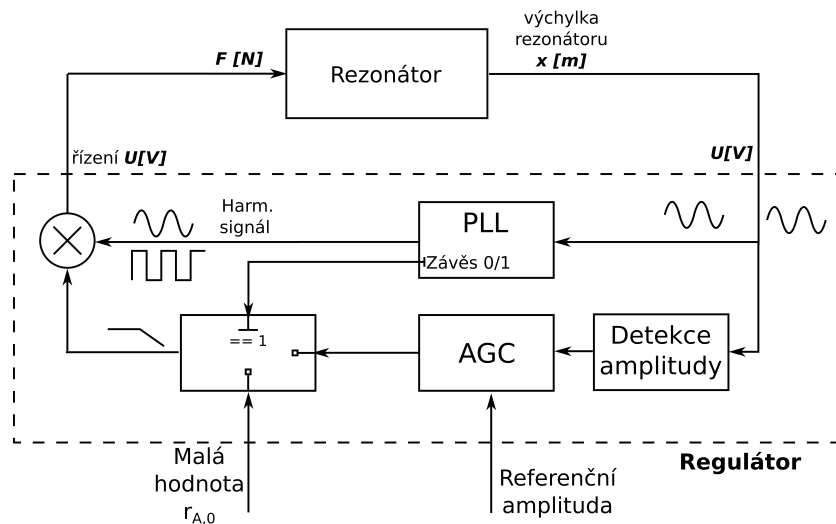 výchylka
rezonátoru
x [m]
F [N]
Rezonátor
řízení U[V]
U[V]
Harm.
signál
PLL
Závěs 0/1
== 1
AGC
Detekce
amplitudy
Malá
hodnota
r_A,0
Referenční
amplituda
Regulátor